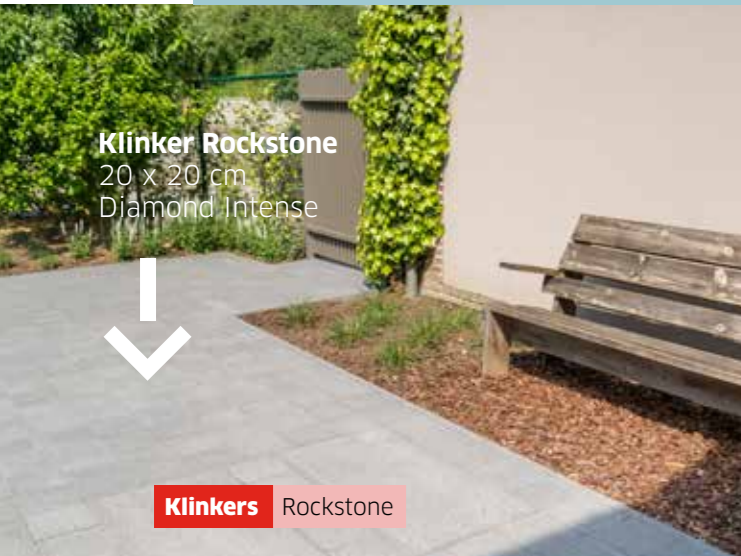 Klinker Rockstone
20 x 20 cm
Diamond Intense
Klinkers Rockstone